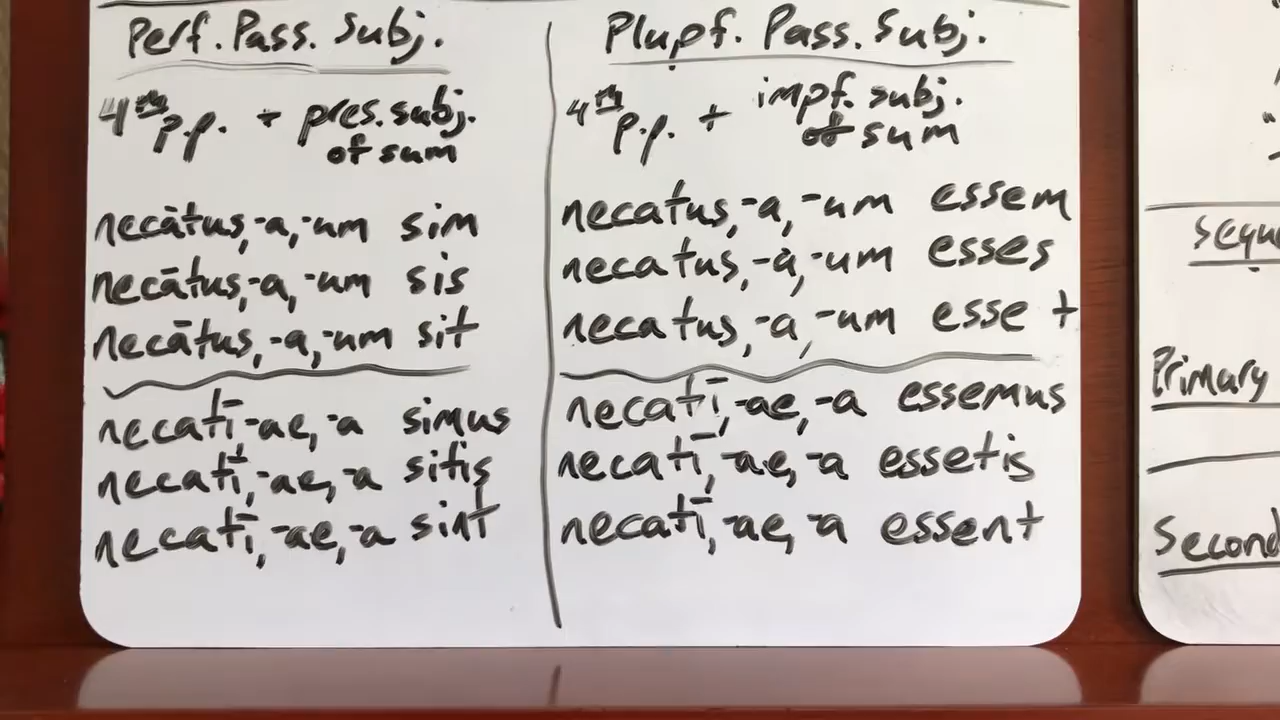 Perf. Pass. Subj.
4th p.p. + pres. subj.
of sum
necātus,-a,-um sim
necātus,-a,-um sis
necātus,-a,-um sit
necatī,-ae,-a simus
necatī,-ae,-a sitis
necatī,-ae,-a sint
Plupf. Pass. Subj.
4th p.p. + impf. subj.
of sum
necatus,-a,-um essem
necatus,-a,-um esses
necatus,-a,-um esset
necatī,-ae,-a essemus
necatī,-ae,-a essetis
necatī,-ae,-a essent
Primary